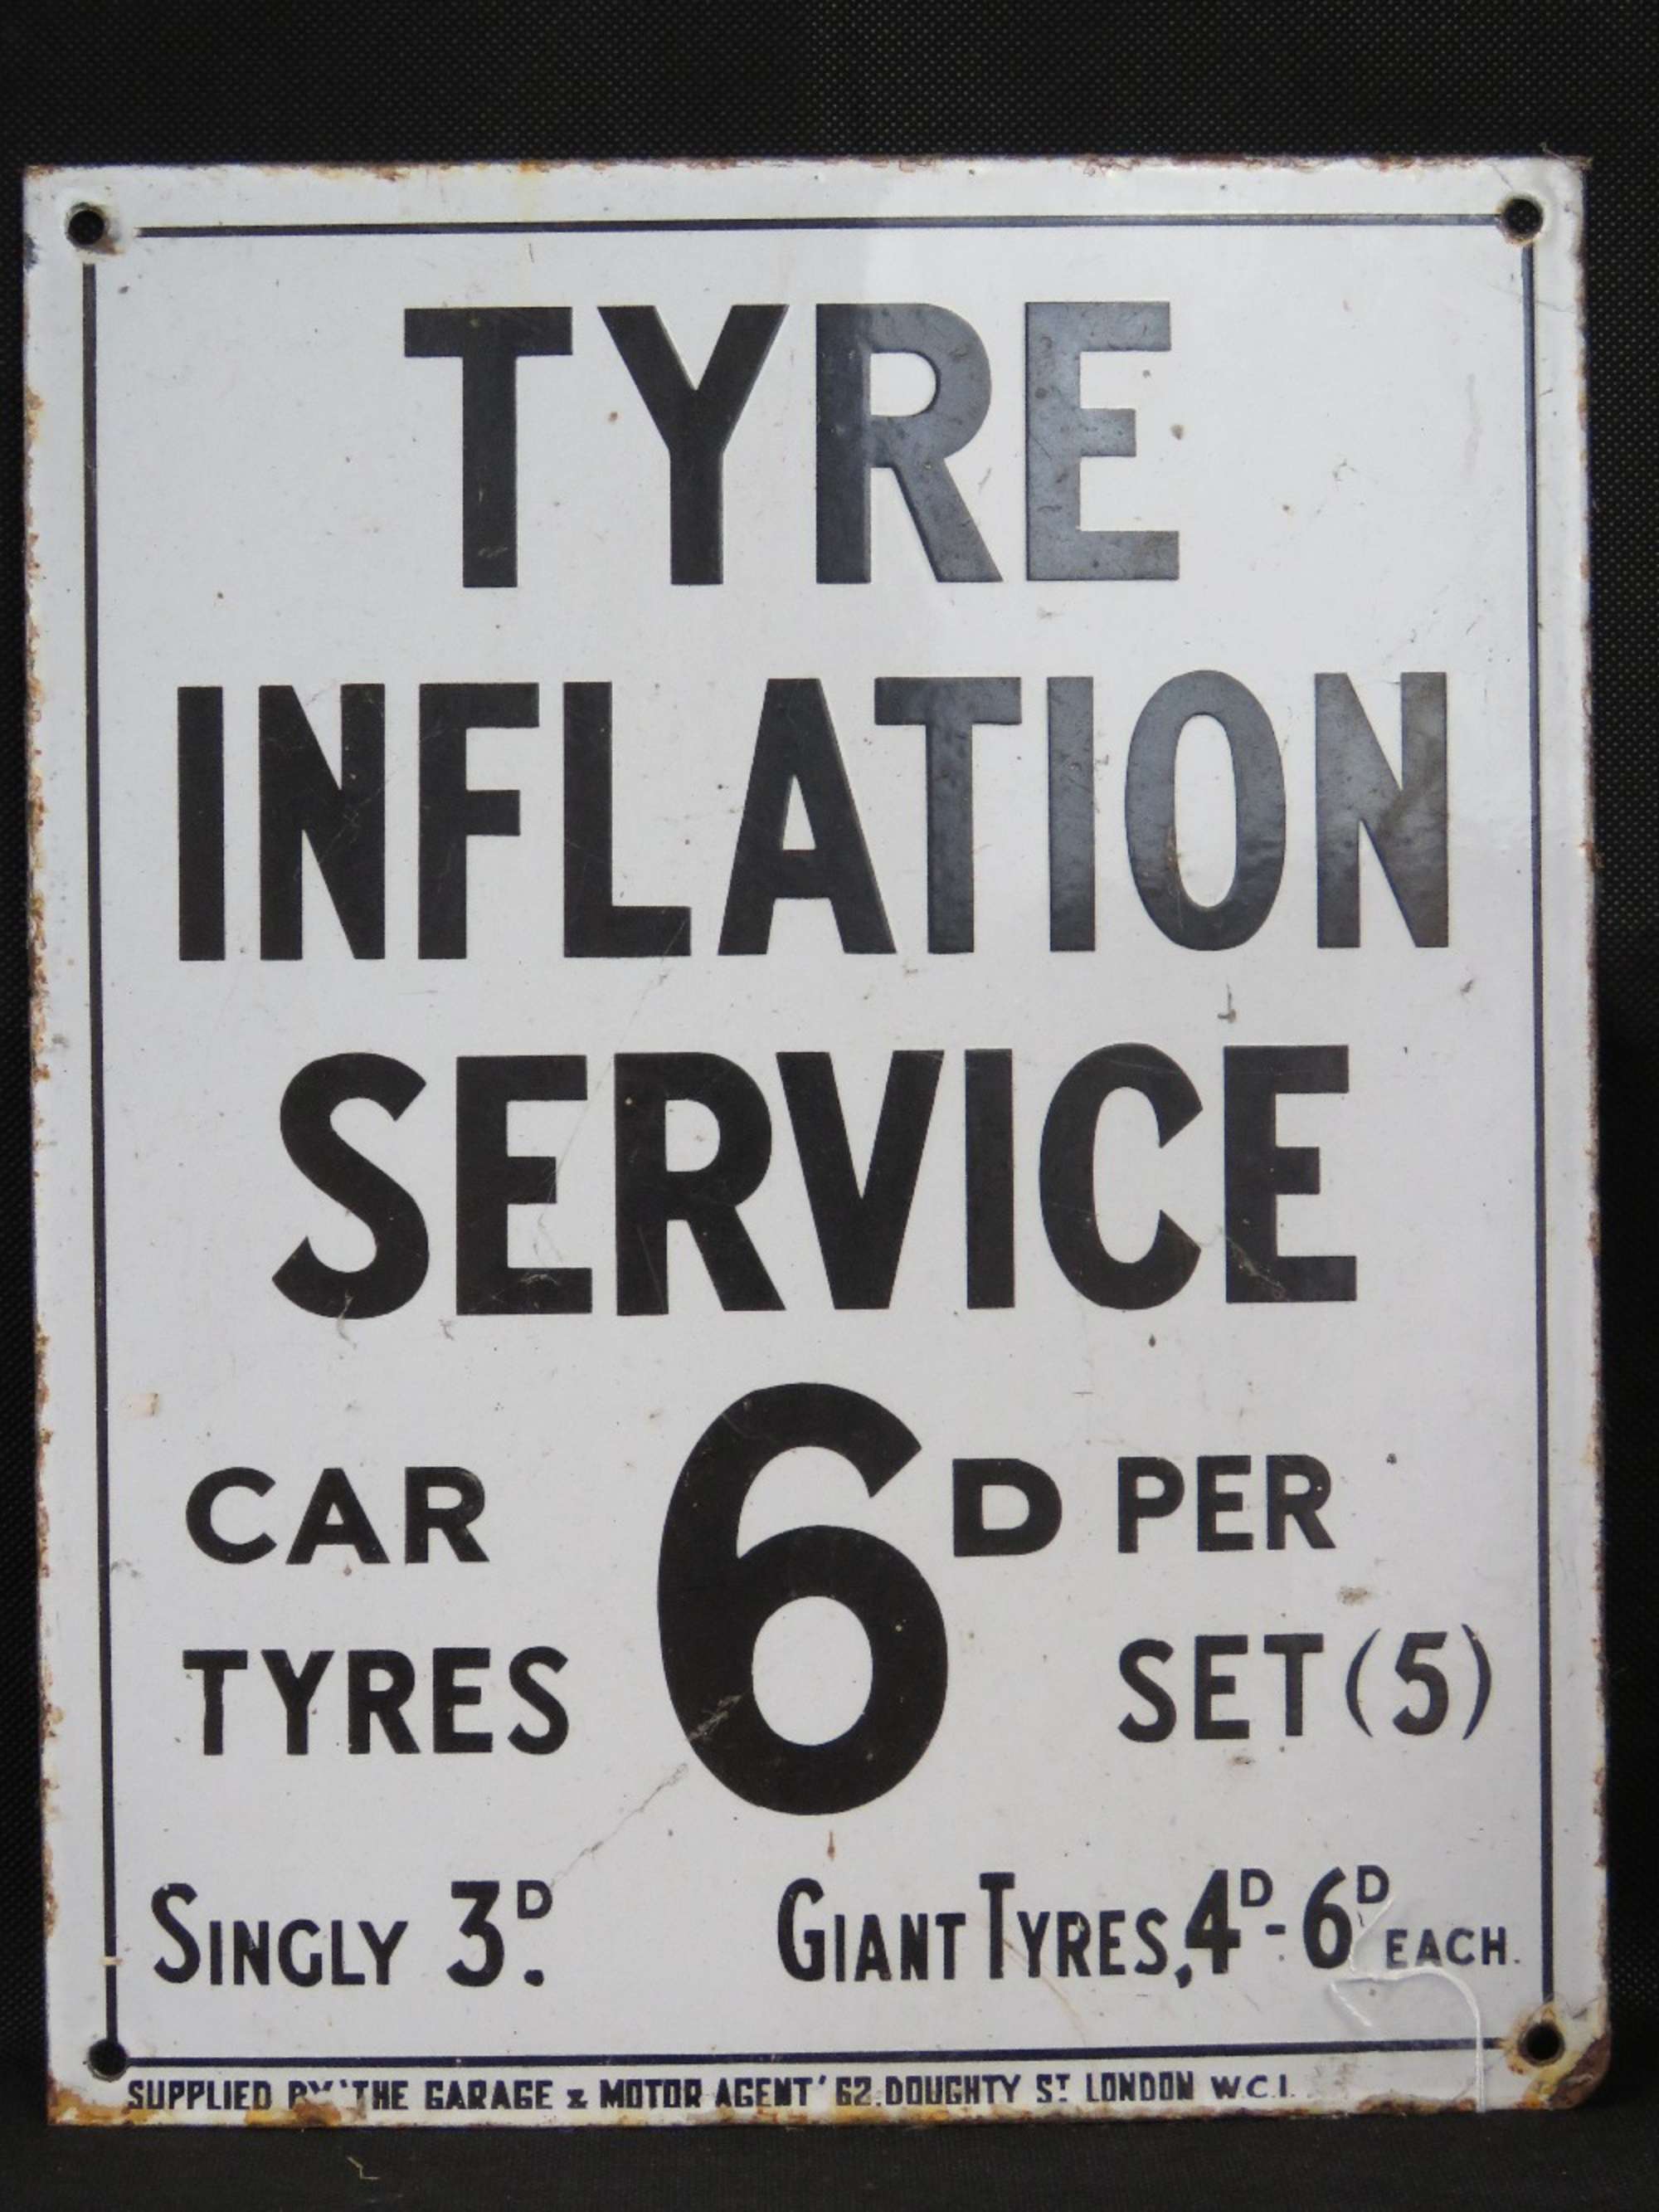 TYRE
INFLATION
SERVICE
CAR 6D PER
TYRES SET (5)
SINGLY 3D. GIANT TYRES, 4D-6D EACH.
SUPPLIED BY 'THE GARAGE & MOTOR AGENT' 62, DOUGHTY ST LONDON W.C.1.